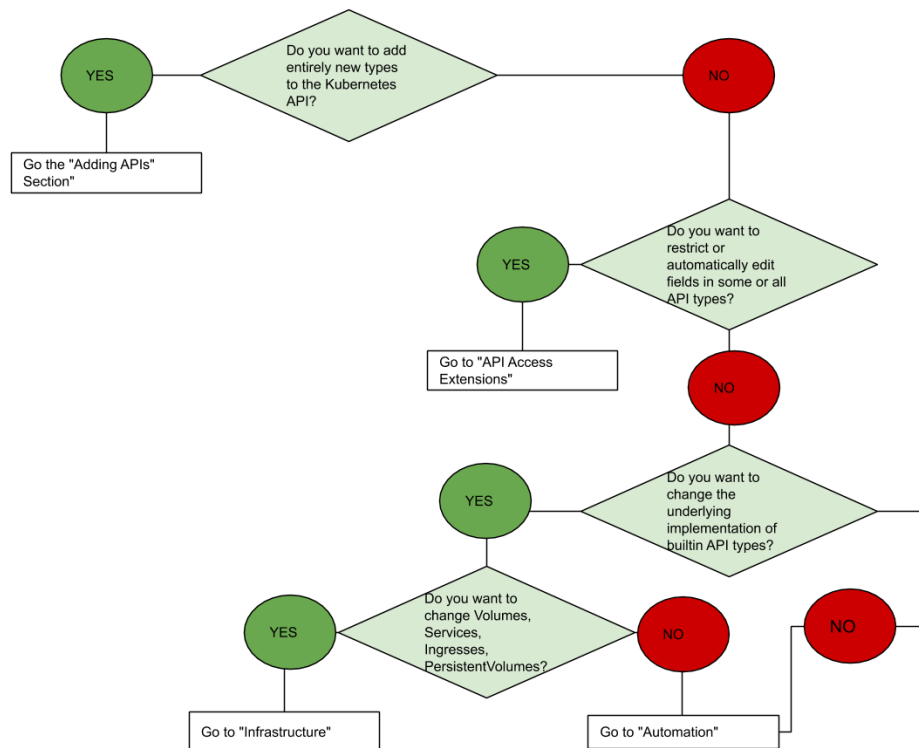 Do you want to add
entirely new types
to the Kubernetes
API?
YES
NO
Go the "Adding APIs"
Section"
Do you want to
restrict or
automatically edit
fields in some or all
API types?
YES
Go to "API Access
Extensions"
NO
Do you want to
change the
underlying
implementation of
builtin API types?
YES
Do you want to
change Volumes,
Services,
Ingresses,
PersistentVolumes?
YES
NO
NO
Go to "Infrastructure"
Go to "Automation"